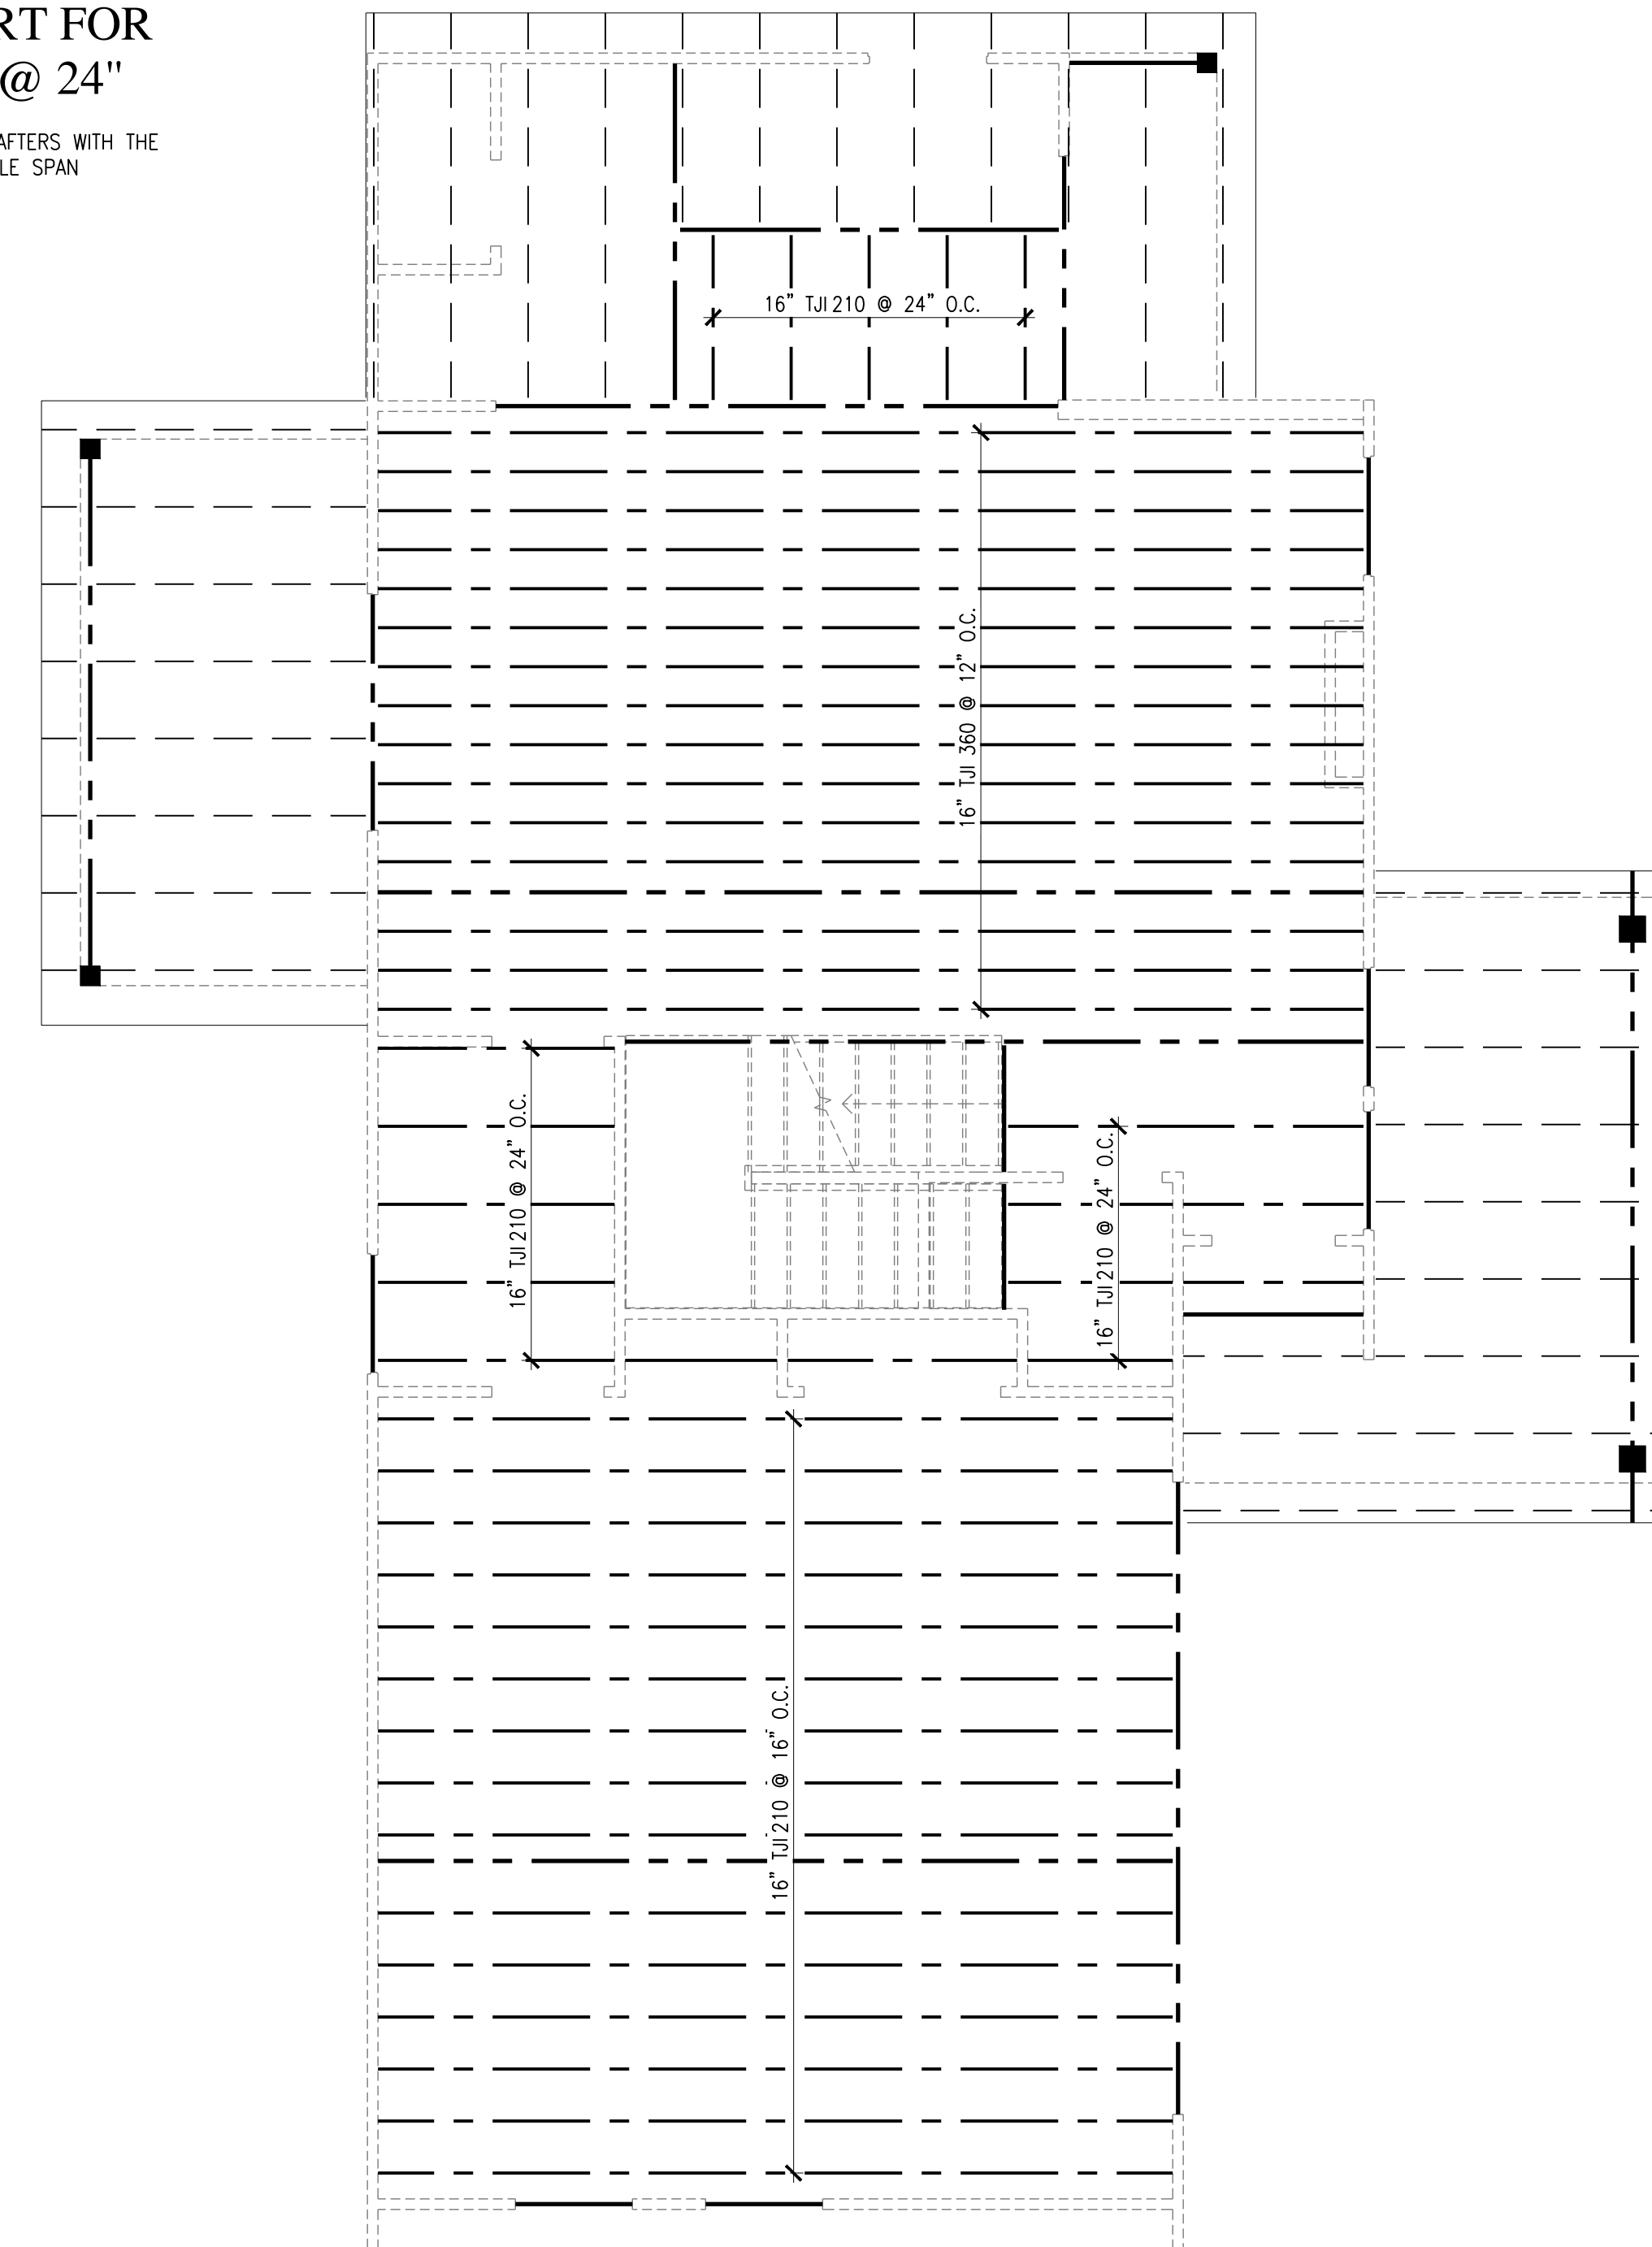 RT FOR
@ 24"
AFTERS WITH THE
LE SPAN
16” TJI 210 @ 24” O.C.
16” TJI 360 @ 12” O.C.
16” TJI 210 @ 24” O.C.
16” TJI 210 @ 24” O.C.
16” TJI 210 @ 16” O.C.